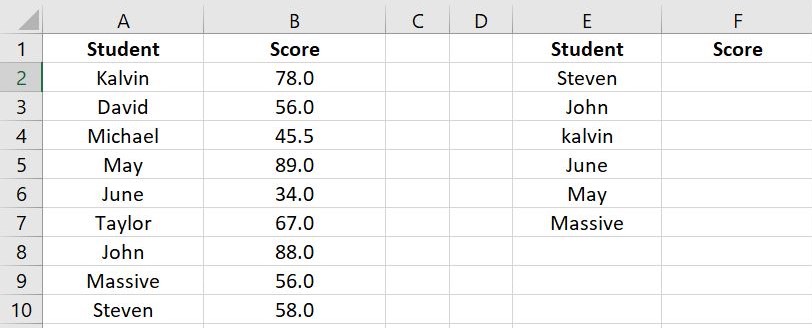 A B C D E F
1 Student Score Student Score
2 Kalvin 78.0 Steven
3 David 56.0 John
4 Michael 45.5 kalvin
5 May 89.0 June
6 June 34.0 May
7 Taylor 67.0 Massive
8 John 88.0
9 Massive 56.0
10 Steven 58.0